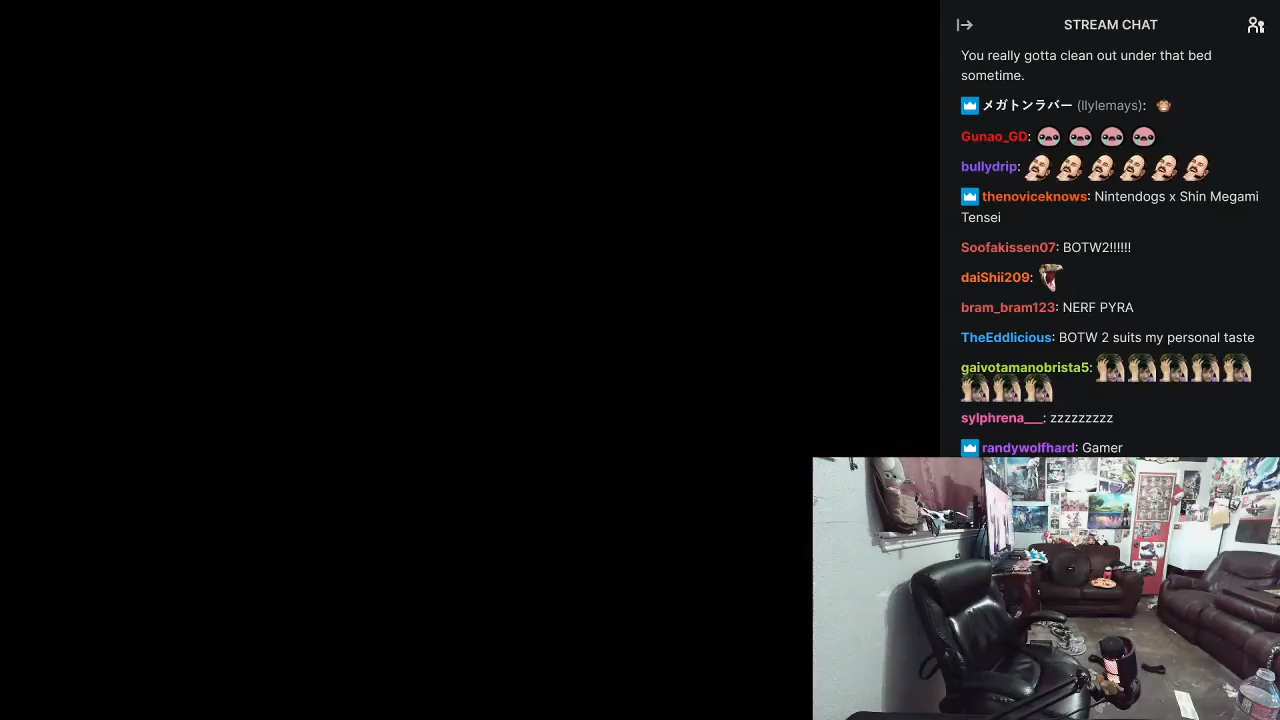 STREAM CHAT
You really gotta clean out under that bed
sometime.
メガトンラバー (llylemays):
Gunao_GD:
bullydrip:
thenoviceknows: Nintendogs x Shin Megami
Tensei
Soofakissen07: BOTW2!!!!!!
daiShii209:
bram_bram123: NERF PYRA
TheEddlicious: BOTW 2 suits my personal taste
gaivotamanobrista5:
sylphrena___: zzzzzzzzz
randywolfhard: Gamer